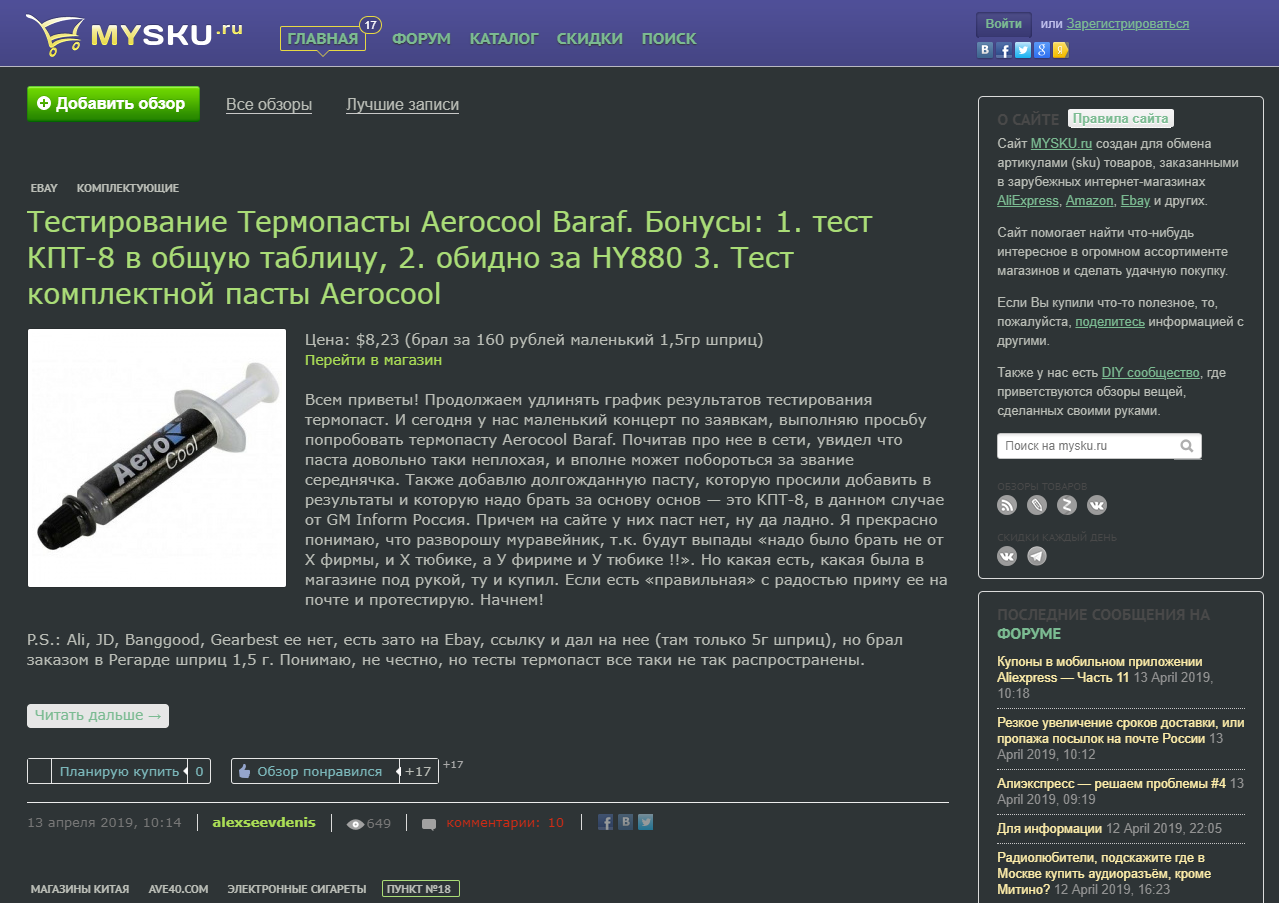 MYSKU.ru
ГЛАВНАЯ 17 ФОРУМ КАТАЛОГ СКИДКИ ПОИСК
Войти или Зарегистрироваться
Добавить обзор Все обзоры Лучшие записи
EBAY КОМПЛЕКТУЮЩИЕ
Тестирование Термопасты Aerocool Baraf. Бонусы: 1. тест
КПТ-8 в общую таблицу, 2. обидно за HY880 3. Тест
комплектной пасты Aerocool
Aero
Cool
Цена: $8,23 (брал за 160 рублей маленький 1,5гр шприц)
Перейти в магазин
Всем приветы! Продолжаем удлинять график результатов тестирования
термопаст. И сегодня у нас маленький концерт по заявкам, выполняю просьбу
попробовать термопасту Aerocool Baraf. Почитав про нее в сети, увидел что
паста довольно таки неплохая, и вполне может побороться за звание
середнячка. Также добавлю долгожданную пасту, которую просили добавить в
результаты и которую надо брать за основу основ — это КПТ-8, в данном случае
от GM Inform Россия. Причем на сайте у них паст нет, ну да ладно. Я прекрасно
понимаю, что разворошу муравейник, т.к. будут выпады «надо было брать не от
Х фирмы, и Х тюбике, а У фириме и У тюбике !!». Но какая есть, какая была в
магазине под рукой, ту и купил. Если есть «правильная» с радостью приму ее на
почте и протестирую. Начнем!
P.S.: Ali, JD, Banggood, Gearbest ее нет, есть зато на Ebay, ссылку и дал на нее (там только 5г шприц), но брал
заказом в Регарде шприц 1,5 г. Понимаю, не честно, но тесты термопаст все таки не так распространены.
Читать дальше →
Планирую купить 0 Обзор понравился +17 +17
13 апреля 2019, 10:14 alexseevdenis 649 комментарии: 10
МАГАЗИНЫ КИТАЯ AVE40.COM ЭЛЕКТРОННЫЕ СИГАРЕТЫ ПУНКТ №18
О САЙТЕ Правила сайта
Сайт MYSKU.ru создан для обмена
артикулами (sku) товаров, заказанными
в зарубежных интернет-магазинах
AliExpress, Amazon, Ebay и других.
Сайт помогает найти что-нибудь
интересное в огромном ассортименте
магазинов и сделать удачную покупку.
Если Вы купили что-то полезное, то,
пожалуйста, поделитесь информацией с
другими.
Также у нас есть DIY сообщество, где
приветствуются обзоры вещей,
сделанных своими руками.
Поиск на mysku.ru
ОБЗОРЫ ТОВАРОВ
СКИДКИ КАЖДЫЙ ДЕНЬ
ПОСЛЕДНИЕ СООБЩЕНИЯ НА
ФОРУМЕ
Купоны в мобильном приложении
Aliexpress — Часть 11 13 April 2019,
10:18
Резкое увеличение сроков доставки, или
пропажа посылок на почте России 13
April 2019, 10:12
Алиэкспресс — решаем проблемы #4 13
April 2019, 09:19
Для информации 12 April 2019, 22:05
Радиолюбители, подскажите где в
Москве купить аудиоразъём, кроме
Митино? 12 April 2019, 16:23